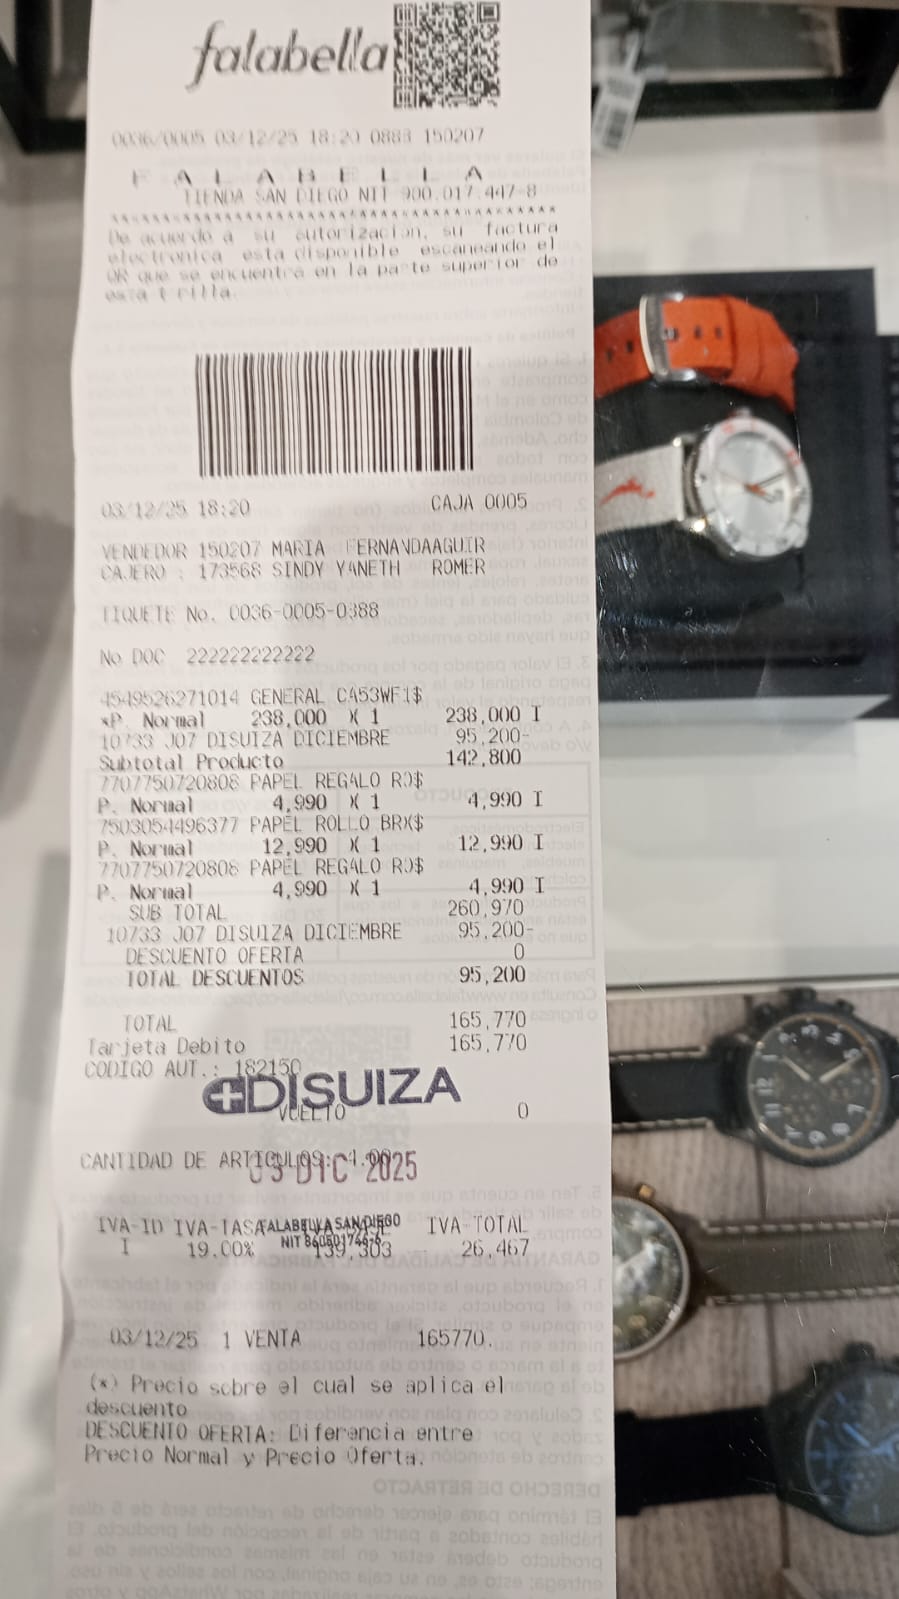 falabella
0036/0005 03/12/25 18:20 0888 150207
F A L A B E L L A
TIENDA SAN DIEGO NIT 900.017.447-8
****************************************
De acuerdo a su autorizacion, su factura
electronica esta disponible escaneando el
QR que se encuentra en la parte superior de
esta tirilla.
03/12/25 18:20 CAJA 0005
VENDEDOR 150207 MARIA FERNANDAAGUIR
CAJERO : 173568 SINDY YANETH ROMER
TIQUETE No. 0036-0005-0388
No DOC 222222222222
4549526271014 GENERAL CA53WF1$
*P. Normal 238,000 X 1 238,000 I
10733 J07 DISUIZA DICIEMBRE 95,200-
Subtotal Producto 142,800
7707750720808 PAPEL REGALO RO$
P. Normal 4,990 X 1 4,990 I
7503054496377 PAPEL ROLLO BRX$
P. Normal 12,990 X 1 12,990 I
7707750720808 PAPEL REGALO RO$
P. Normal 4,990 X 1 4,990 I
SUB TOTAL 260,970
10733 J07 DISUIZA DICIEMBRE 95,200-
DESCUENTO OFERTA 0
TOTAL DESCUENTOS 95,200
TOTAL 165,770
Tarjeta Debito 165,770
CODIGO AUT.: 182150
DISUIZA
VUELTO 0
CANTIDAD DE ARTICULOS: 4.00
03 DIC 2025
IVA-ID IVA-TASA IVA-TOTAL
FALABELLA SAN DIEGO
I 19.00% 139,303 26,467
03/12/25 1 VENTA 165770.
(*) Precio sobre el cual se aplica el
descuento
DESCUENTO OFERTA: Diferencia entre
Precio Normal y Precio Oferta.